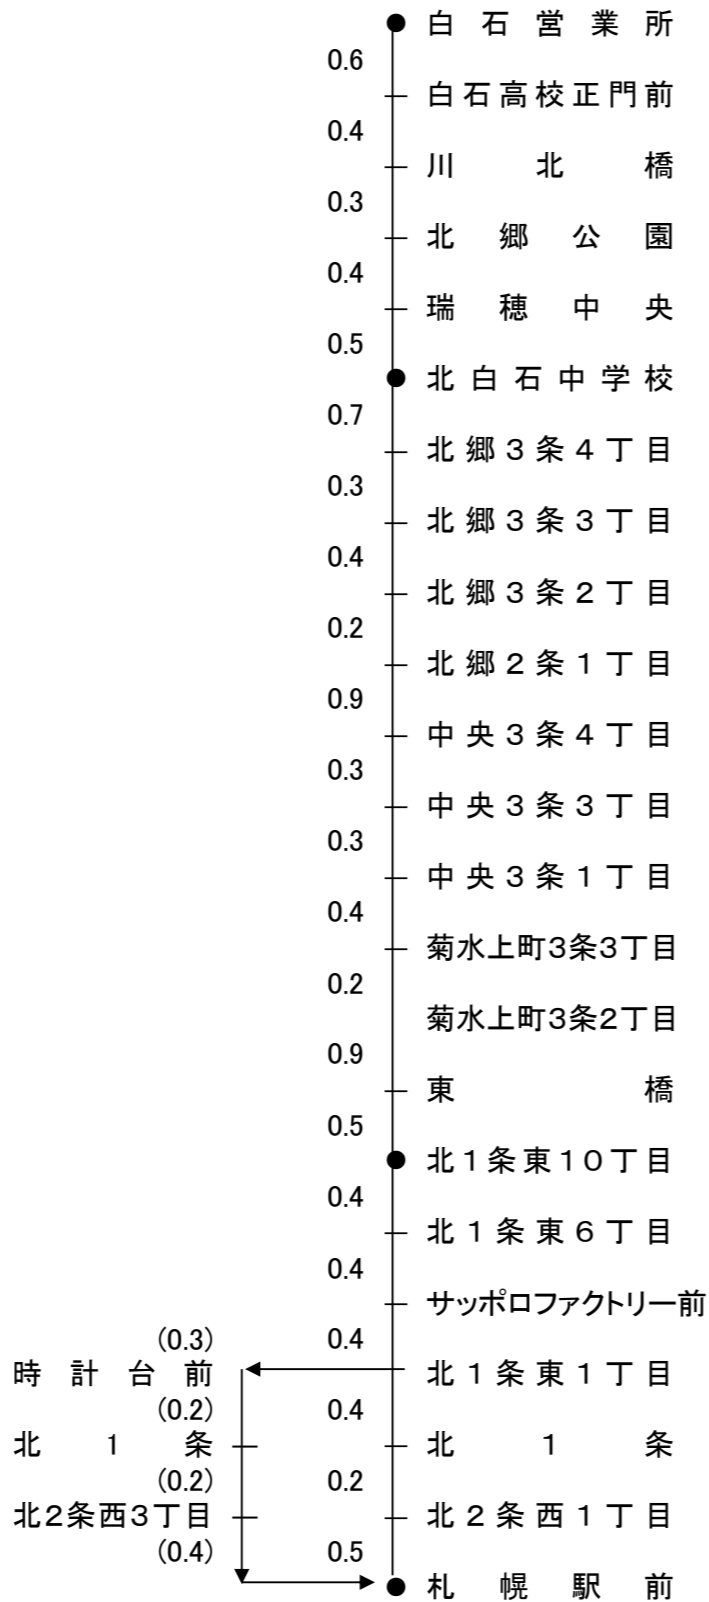 白石営業所
0.6
白石高校正門前
0.4
川北橋
0.3
北郷公園
0.4
瑞穂中央
0.5
北白石中学校
0.7
北郷３条４丁目
0.3
北郷３条３丁目
0.4
北郷３条２丁目
0.2
北郷２条１丁目
0.9
中央３条４丁目
0.3
中央３条３丁目
0.3
中央３条１丁目
0.4
菊水上町3条3丁目
0.2
菊水上町3条2丁目
0.9
東橋
0.5
北１条東１０丁目
0.4
北１条東６丁目
0.4
サッポロファクトリー前
(0.3) 0.4
時計台前 北１条東１丁目
(0.2) 0.4
北１条 北１条
(0.2) 0.2
北2条西3丁目 北２条西１丁目
(0.4) 0.5
札幌駅前